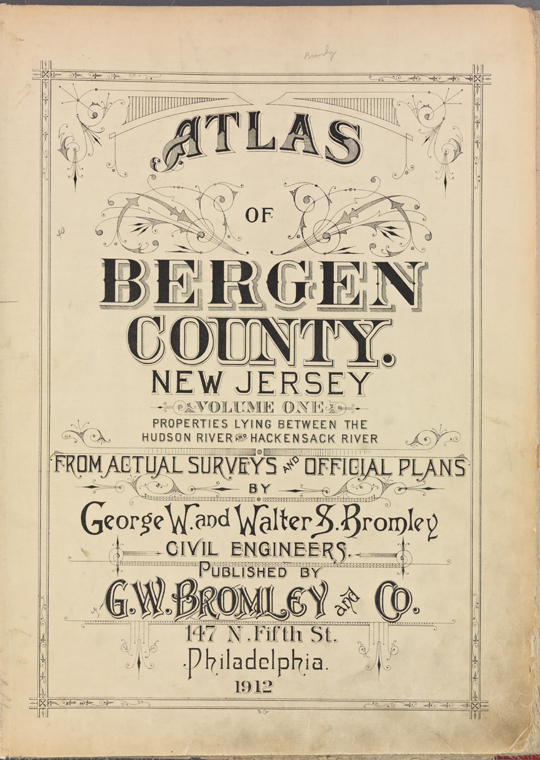 ATLAS
OF
BERGEN
COUNTY.
NEW JERSEY
VOLUME ONE
PROPERTIES LYING BETWEEN THE
HUDSON RIVER AND HACKENSACK RIVER
FROM ACTUAL SURVEYS AND OFFICIAL PLANS
BY
George W. and Walter S. Bromley
CIVIL ENGINEERS.
PUBLISHED BY
G.W. BROMLEY and Co.
147 N. Fifth St.
Philadelphia.
1912